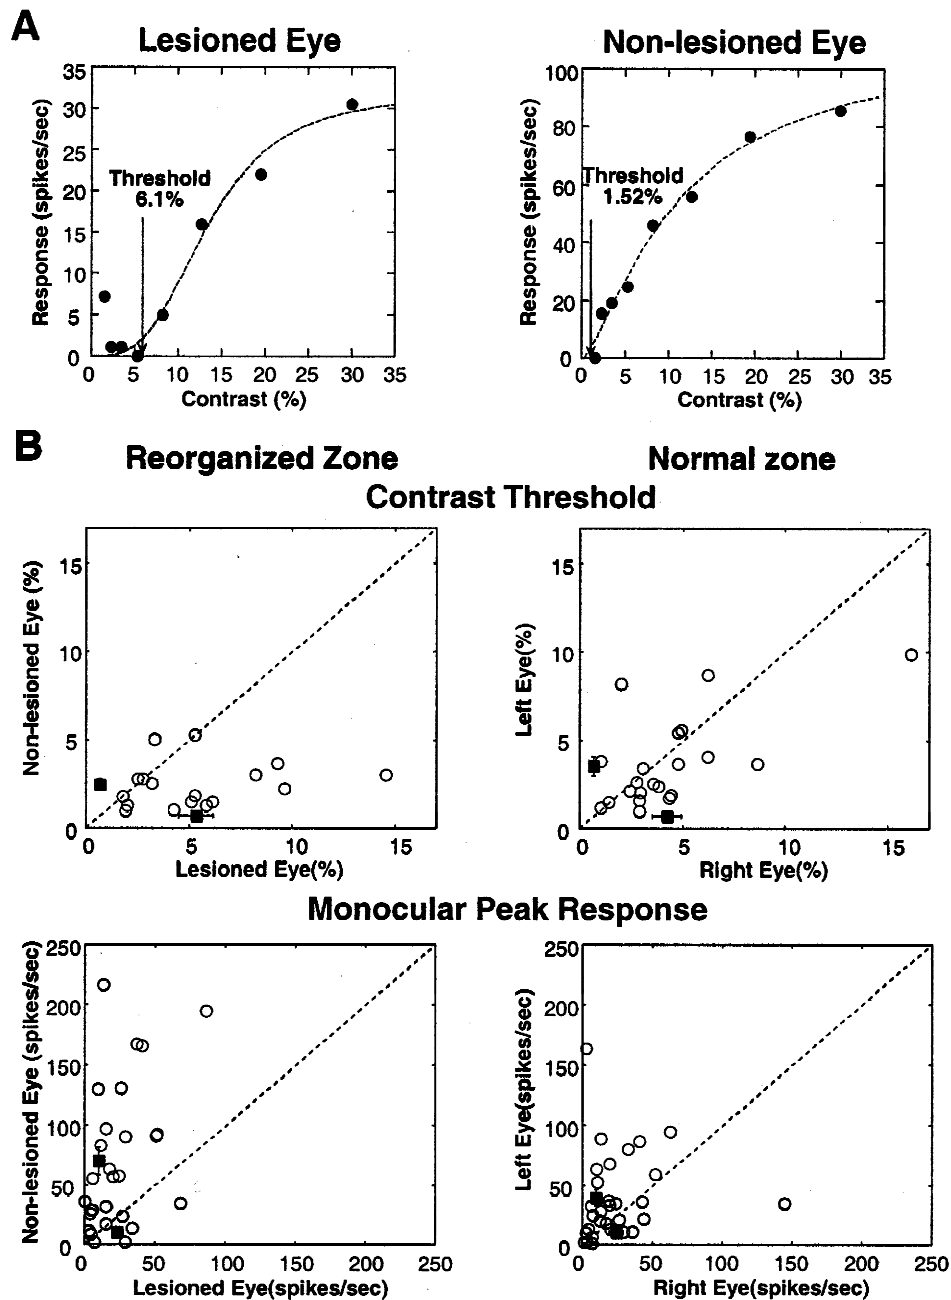 A
Lesioned Eye
Non-lesioned Eye
Response (spikes/sec)
35
30
25
20
15
10
5
0
Threshold
6.1%
0 5 10 15 20 25 30 35
Contrast (%)
Response (spikes/sec)
100
80
60
40
20
0
Threshold
1.52%
0 5 10 15 20 25 30 35
Contrast (%)
B
Reorganized Zone
Normal zone
Contrast Threshold
Non-lesioned Eye (%)
15
10
5
0
0 5 10 15
Lesioned Eye(%)
Left Eye(%)
15
10
5
0
0 5 10 15
Right Eye(%)
Monocular Peak Response
Non-lesioned Eye (spikes/sec)
250
200
150
100
50
0
0 50 100 150 200 250
Lesioned Eye(spikes/sec)
Left Eye(spikes/sec)
250
200
150
100
50
0
0 50 100 150 200 250
Right Eye(spikes/sec)